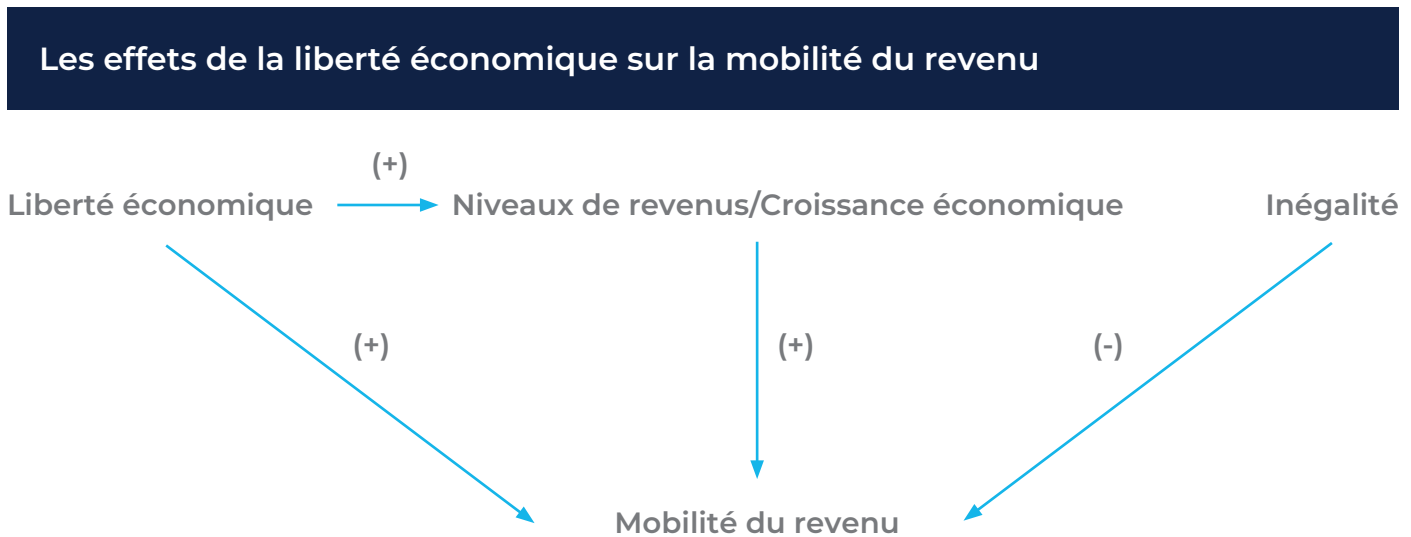 Les effets de la liberté économique sur la mobilité du revenu
(+)
Liberté économique
Niveaux de revenus/Croissance économique
Inégalité
(+)
(+)
(-)
Mobilité du revenu